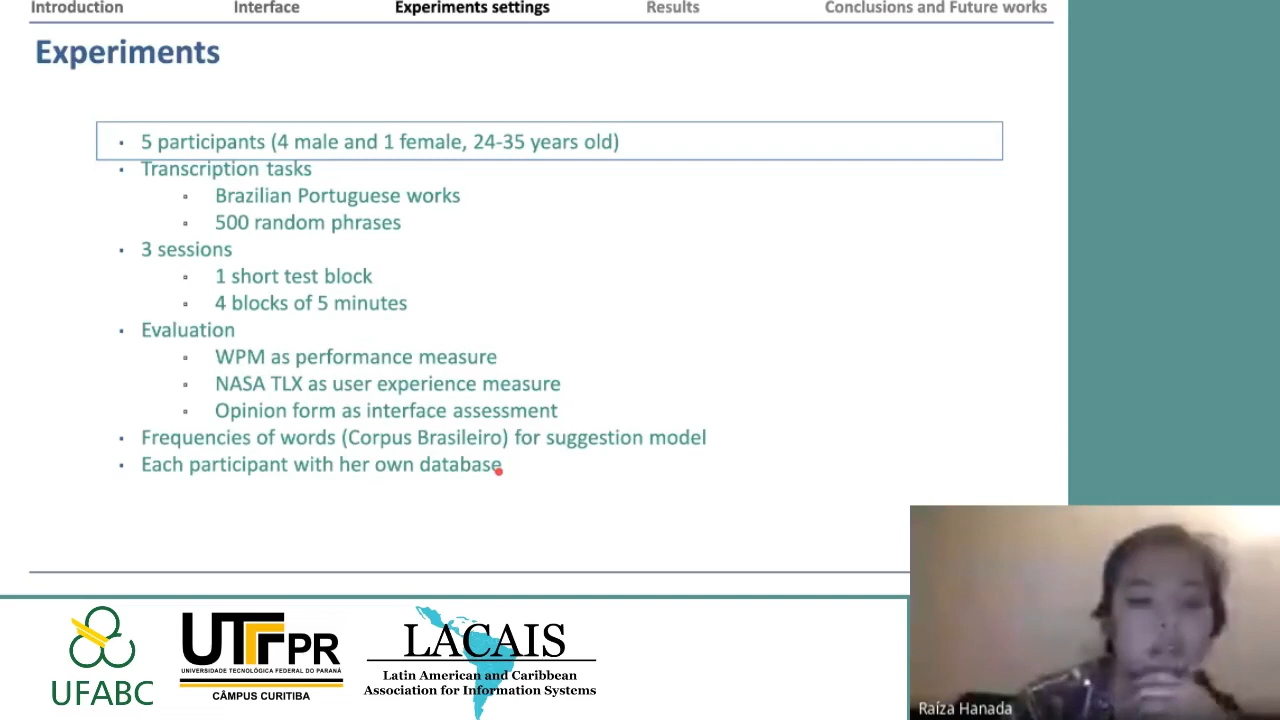 Introduction Interface Experiments settings Results Conclusions and Future works
Experiments
5 participants (4 male and 1 female, 24-35 years old)
Transcription tasks
Brazilian Portuguese works
500 random phrases
3 sessions
1 short test block
4 blocks of 5 minutes
Evaluation
WPM as performance measure
NASA TLX as user experience measure
Opinion form as interface assessment
Frequencies of words (Corpus Brasileiro) for suggestion model
Each participant with her own database
UFABC
UTFPR
UNIVERSIDADE TECNOLÓGICA FEDERAL DO PARANÁ
CÂMPUS CURITIBA
LACAIS
Latin American and Caribbean
Association for Information Systems
Raíza Hanada